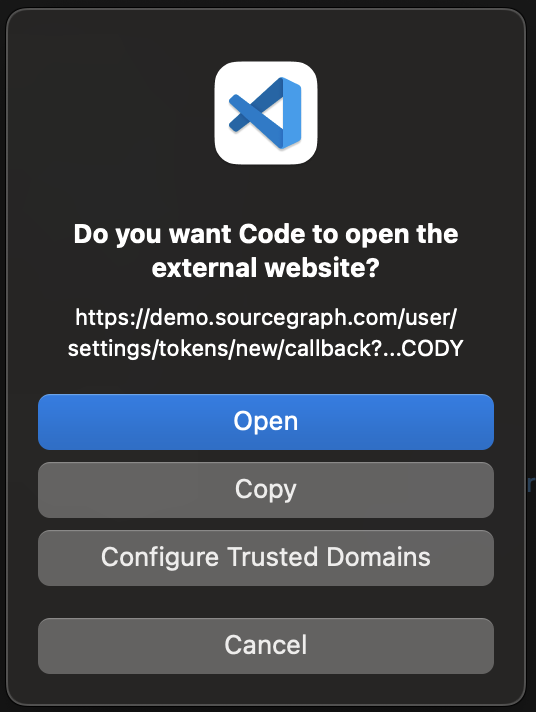 Do you want Code to open the
external website?
https://demo.sourcegraph.com/user/
settings/tokens/new/callback?...CODY
Open
Copy
Configure Trusted Domains
Cancel